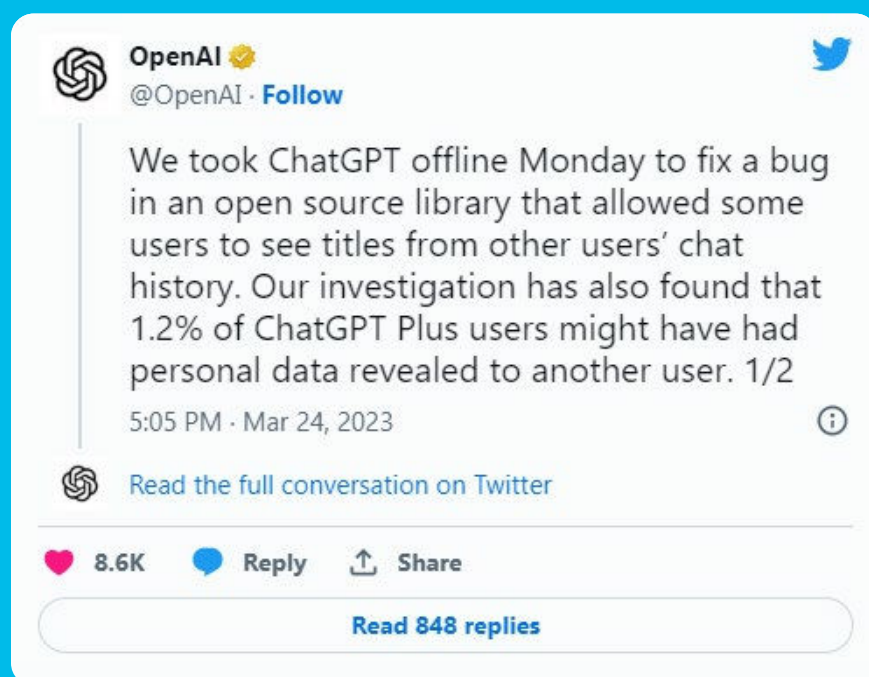 OpenAI
@OpenAI · Follow
We took ChatGPT offline Monday to fix a bug
in an open source library that allowed some
users to see titles from other users’ chat
history. Our investigation has also found that
1.2% of ChatGPT Plus users might have had
personal data revealed to another user. 1/2
5:05 PM · Mar 24, 2023
Read the full conversation on Twitter
8.6K Reply Share
Read 848 replies